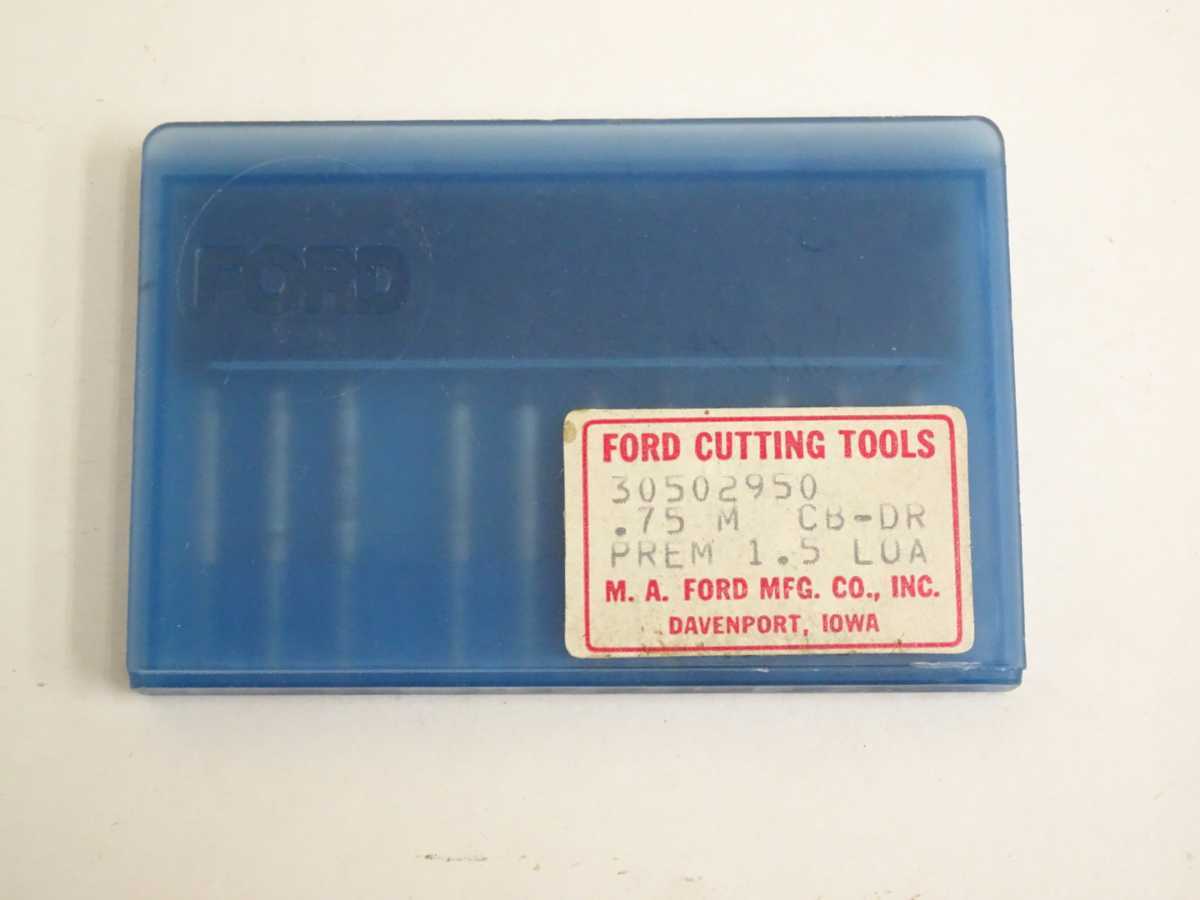 FORD
FORD CUTTING TOOLS
30502950
.75 M CB-DR
PREM 1.5 LOA
M. A. FORD MFG. CO., INC.
DAVENPORT, IOWA